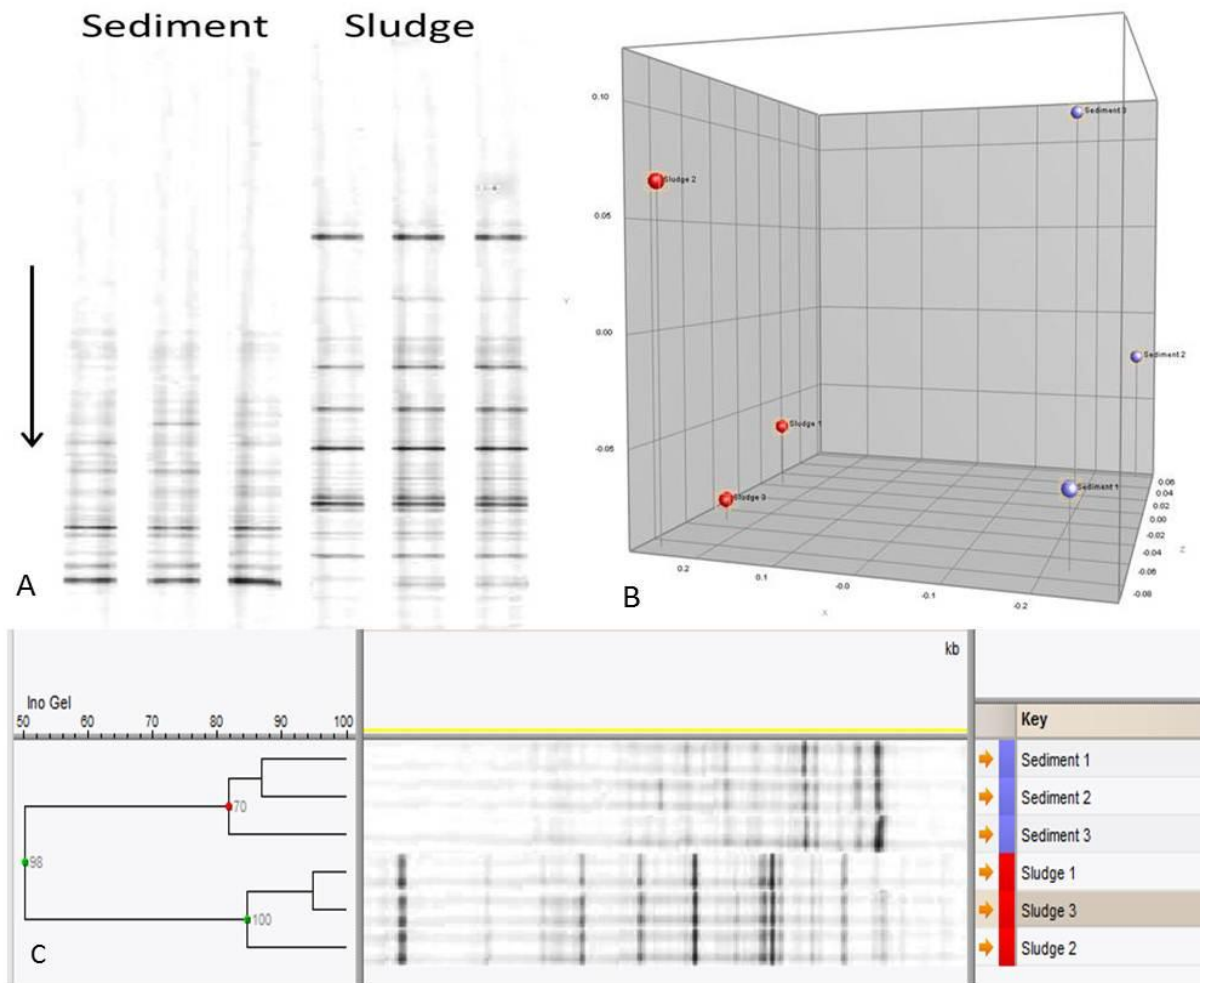 Sediment Sludge
A
0.10
0.05
0.00
-0.05
Y
Sediment 3
Sludge 2
Sediment 2
Sludge 1
Sediment 1
Sludge 3
0.06
0.04
0.02
0.00
-0.02
-0.04
-0.06
-0.08
Z
0.2 0.1 -0.0 -0.1 -0.2
X
B
Ino Gel
50 60 70 80 90 100
kb
Key
Sediment 1
Sediment 2
Sediment 3
Sludge 1
Sludge 3
Sludge 2
70
98
100
C